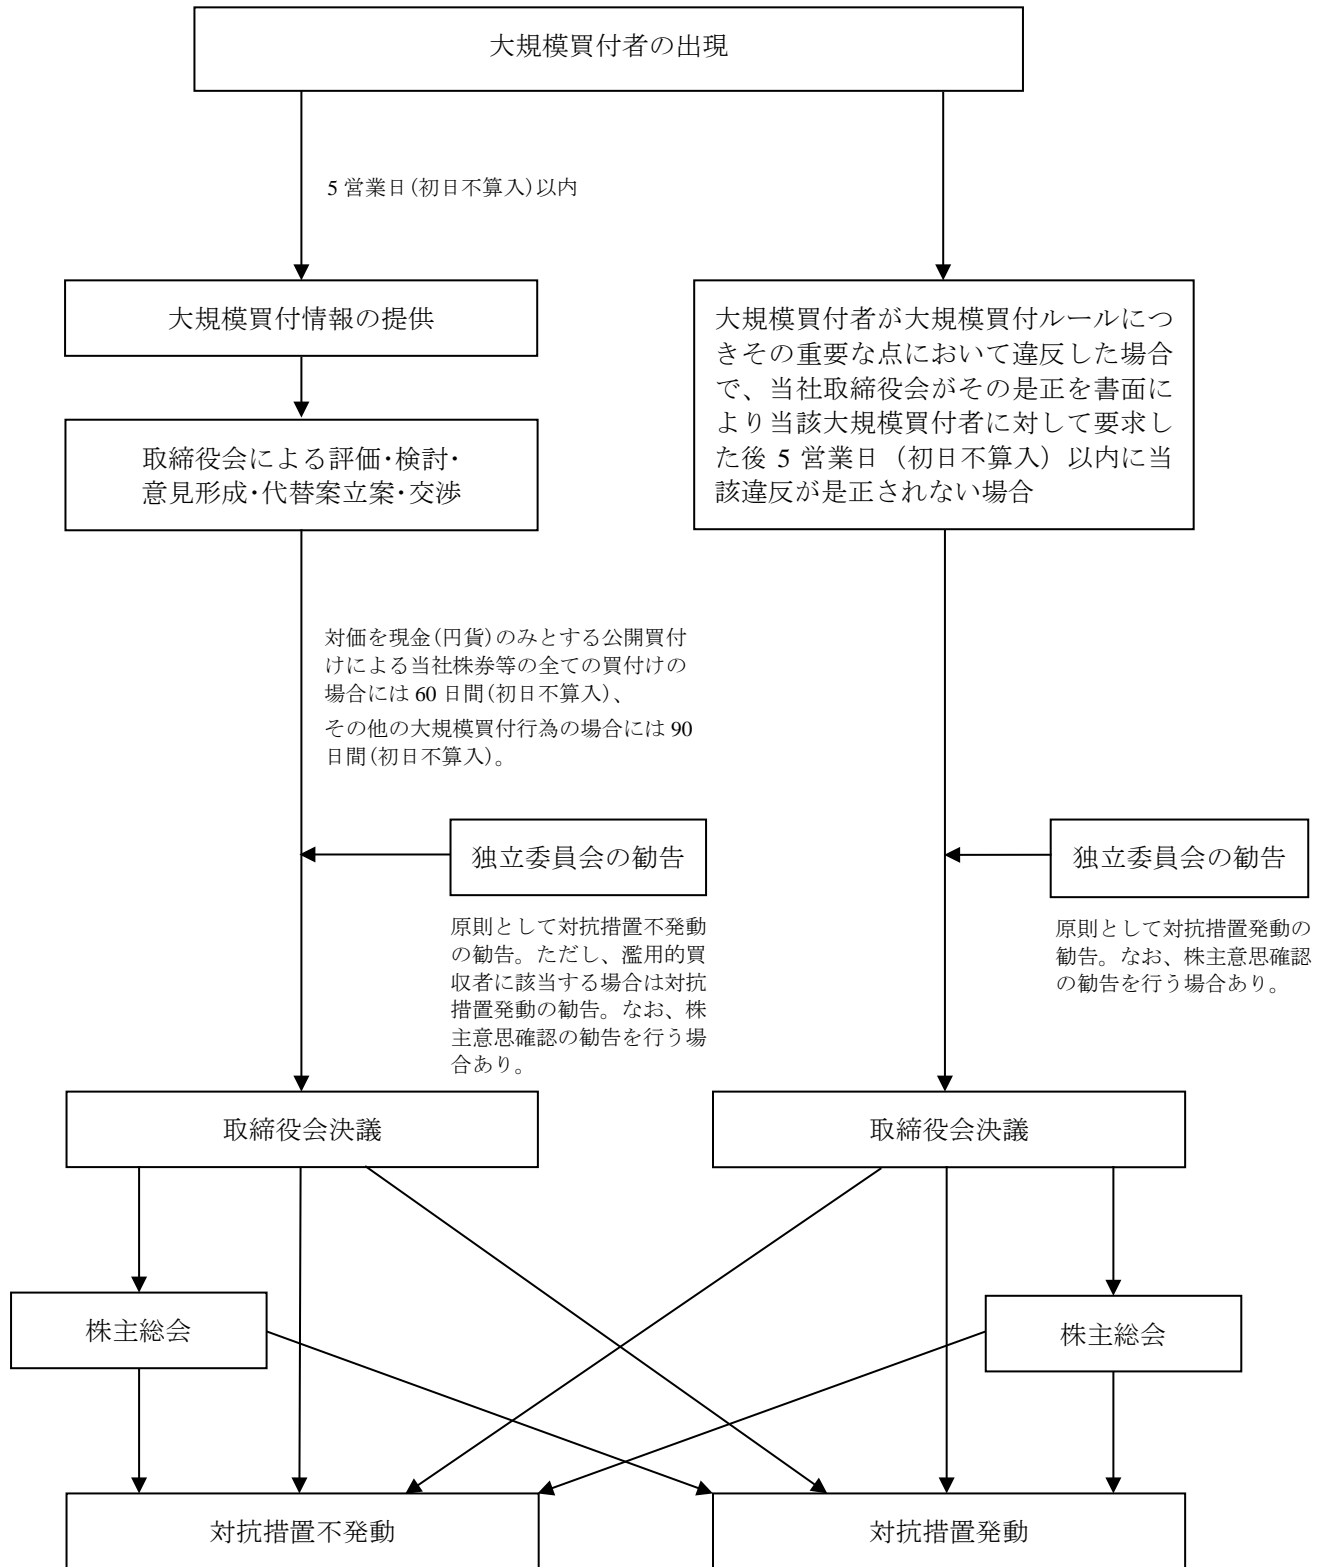 大規模買付者の出現
5 営業日(初日不算入)以内
大規模買付情報の提供
取締役会による評価・検討・
意見形成・代替案立案・交渉
大規模買付者が大規模買付ルールにつ
きその重要な点において違反した場合
で、当社取締役会がその是正を書面に
より当該大規模買付者に対して要求し
た後 5 営業日（初日不算入）以内に当
該違反が是正されない場合
対価を現金(円貨)のみとする公開買付
けによる当社株券等の全ての買付けの
場合には 60 日間(初日不算入)、
その他の大規模買付行為の場合には 90
日間(初日不算入)。
独立委員会の勧告
原則として対抗措置不発動
の勧告。ただし、濫用的買
収者に該当する場合は対抗
措置発動の勧告。なお、株
主意思確認の勧告を行う場
合あり。
独立委員会の勧告
原則として対抗措置発動の
勧告。なお、株主意思確認
の勧告を行う場合あり。
取締役会決議
取締役会決議
株主総会
株主総会
対抗措置不発動
対抗措置発動